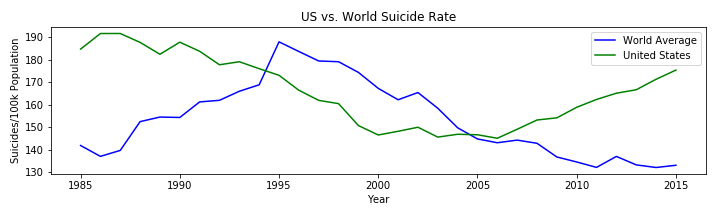 US vs. World Suicide Rate
World Average
United States
Suicides/100k Population
190
180
170
160
150
140
130
1985
1990
1995
2000
2005
2010
2015
Year